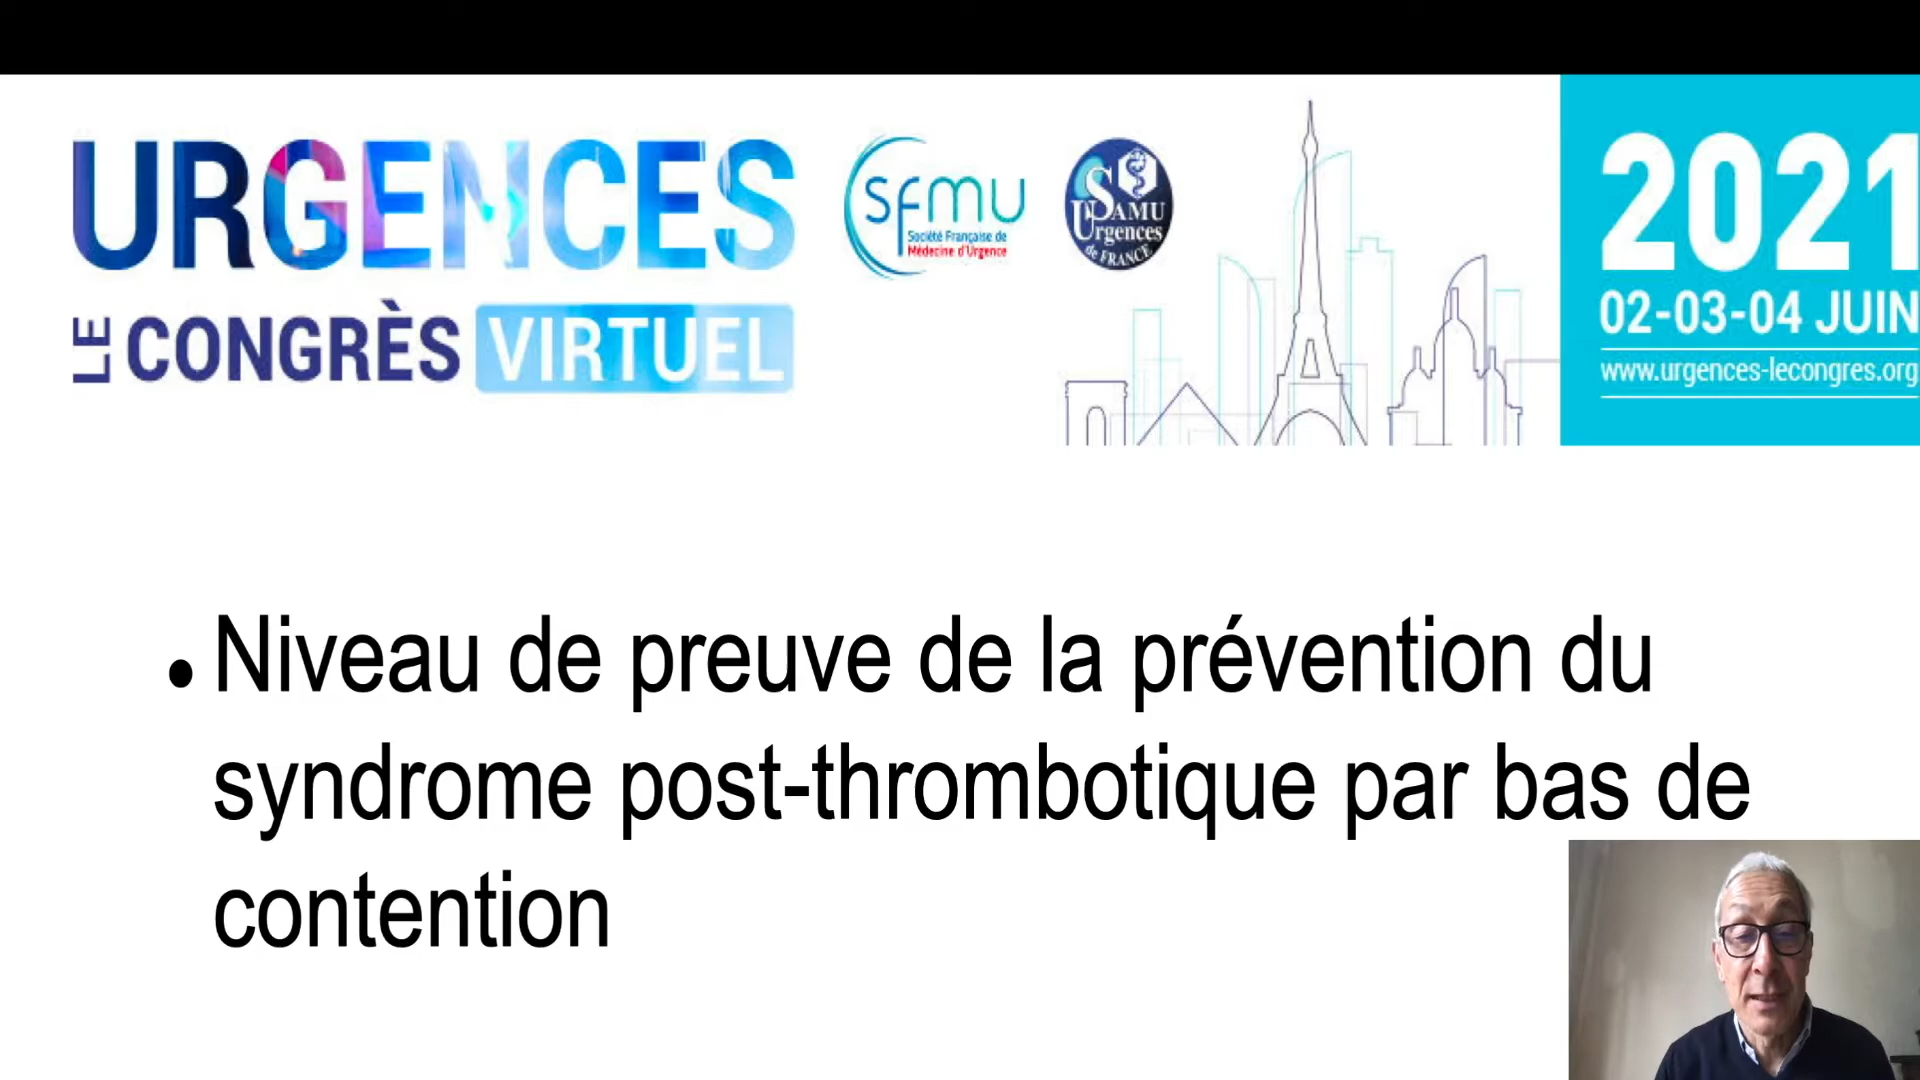 URGENCES
LE CONGRÈS VIRTUEL
sfmu
Société Française de
Médecine d'Urgence
SAMU
Urgences
de FRANCE
2021
02-03-04 JUIN
www.urgences-lecongres.org
• Niveau de preuve de la prévention du
syndrome post-thrombotique par bas de
contention